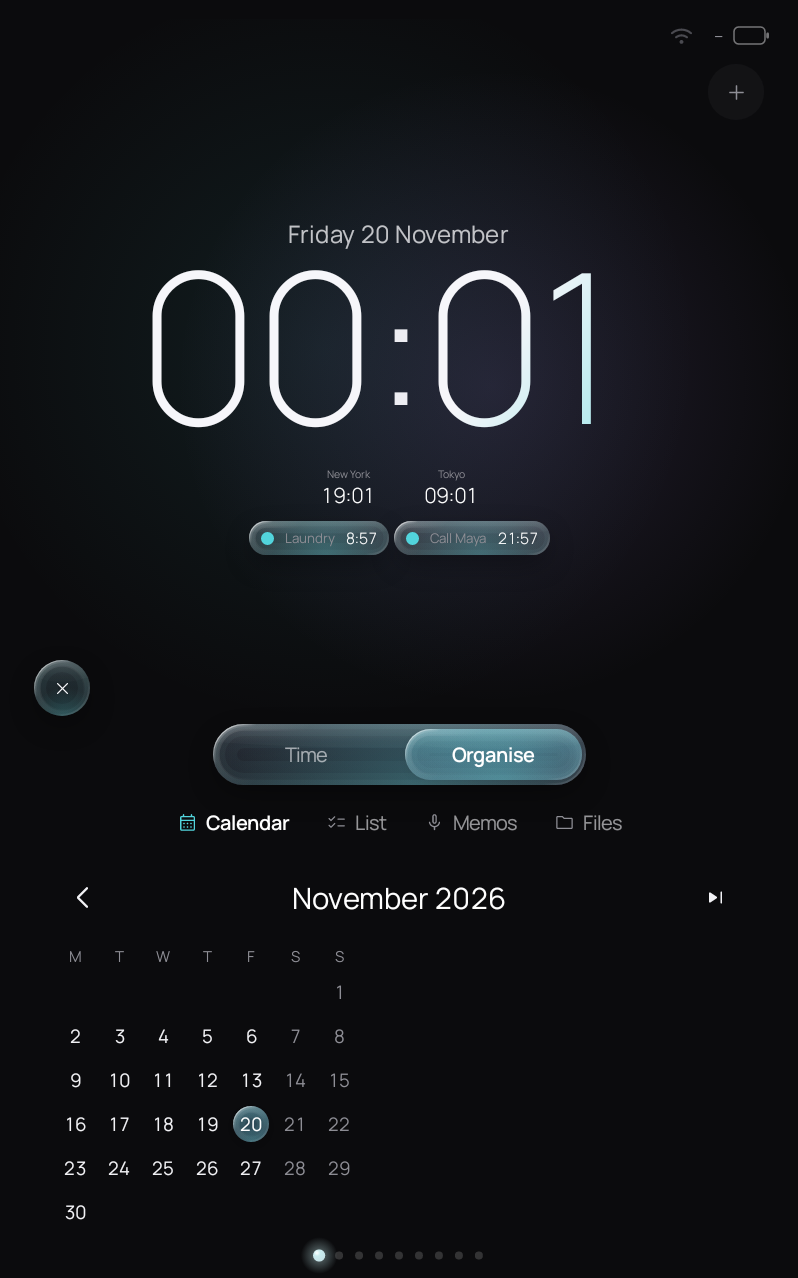 Friday 20 November
00:01
New York Tokyo
19:01 09:01
Laundry 8:57 Call Maya 21:57
Time Organise
Calendar List Memos Files
November 2026
M T W T F S S
1
2 3 4 5 6 7 8
9 10 11 12 13 14 15
16 17 18 19 20 21 22
23 24 25 26 27 28 29
30